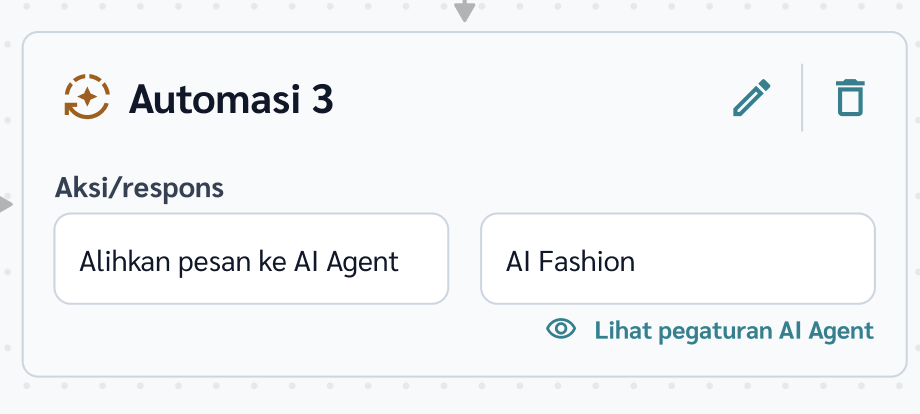 Automasi 3
Aksi/respons
Alihkan pesan ke AI Agent
AI Fashion
Lihat pegaturan AI Agent